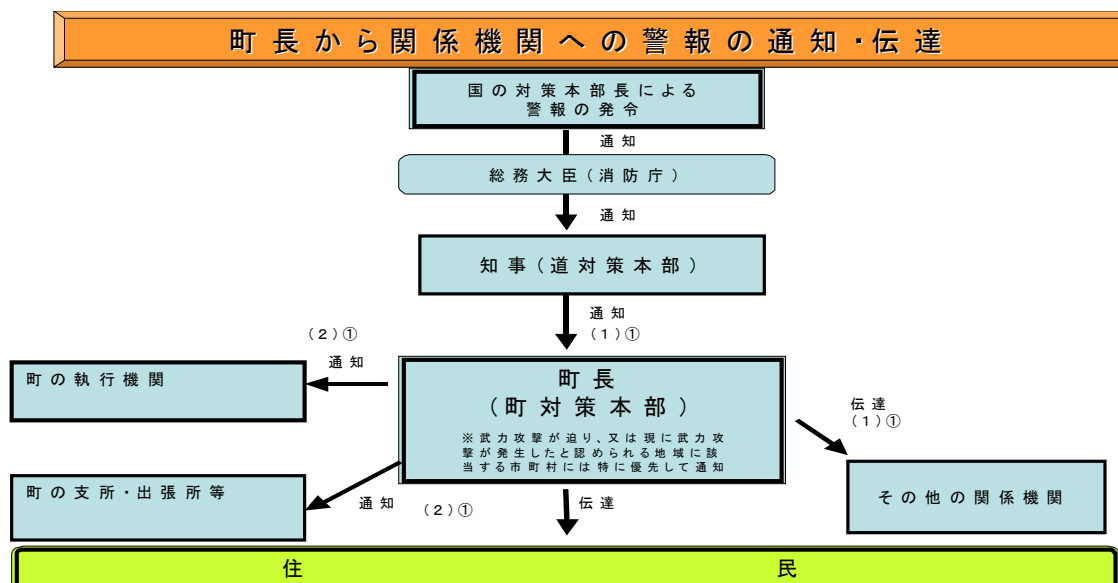 町長から関係機関への警報の通知・伝達
国の対策本部長による
警報の発令
通知
総務大臣(消防庁)
通知
知事(道対策本部)
通知
(1)①
(2)①
通知
町の執行機関
町長
(町対策本部)
※武力攻撃が迫り、又は現に武力攻
撃が発生したと認められる地域に該
当する市町村には特に優先して通知
伝達
(1)①
町の支所・出張所等
通知
(2)①
伝達
その他の関係機関
住民